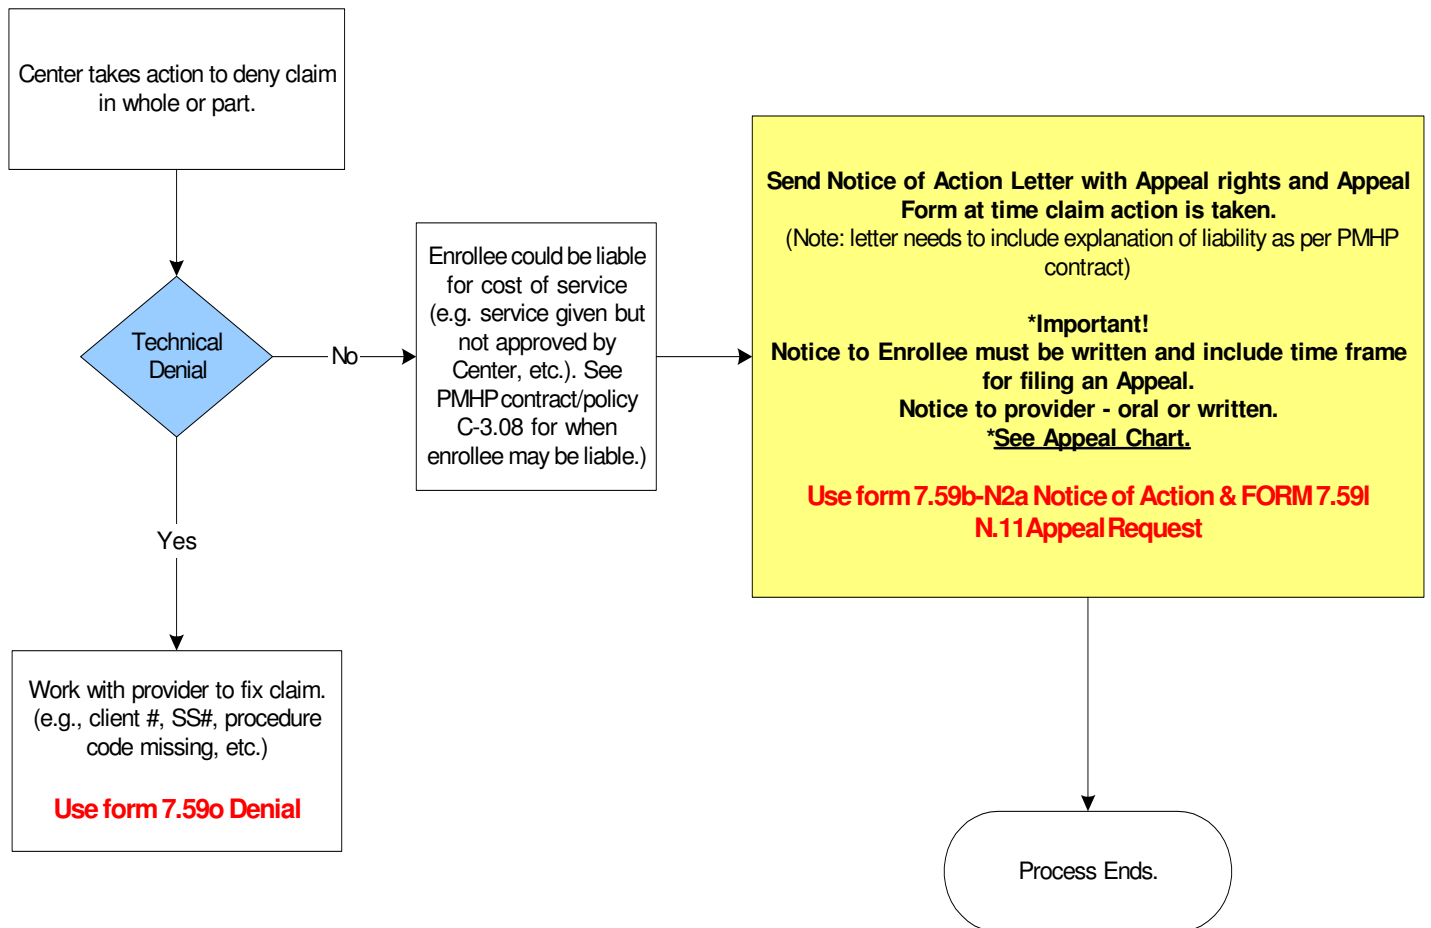 Center takes action to deny claim
in whole or part.
Technical
Denial
No
Yes
Enrollee could be liable
for cost of service
(e.g. service given but
not approved by
Center, etc.). See
PMHP contract/policy
C-3.08 for when
enrollee may be liable.)
Send Notice of Action Letter with Appeal rights and Appeal
Form at time claim action is taken.
(Note: letter needs to include explanation of liability as per PMHP
contract)
*Important!
Notice to Enrollee must be written and include time frame
for filing an Appeal.
Notice to provider - oral or written.
*See Appeal Chart.
Use form 7.59b-N2a Notice of Action & FORM 7.59l
N.11 Appeal Request
Work with provider to fix claim.
(e.g., client #, SS#, procedure
code missing, etc.)
Use form 7.59o Denial
Process Ends.